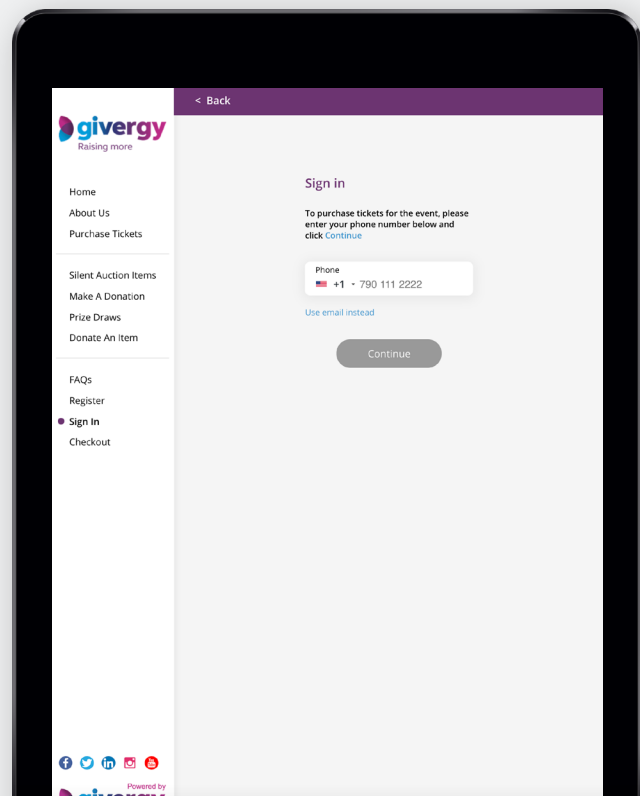 < Back
givergy
Raising more
Home
About Us
Purchase Tickets
Silent Auction Items
Make A Donation
Prize Draws
Donate An Item
FAQs
Register
Sign In
Checkout
Sign in
To purchase tickets for the event, please
enter your phone number below and
click Continue
Phone
+1 790 111 2222
Use email instead
Continue
Powered by
givergy